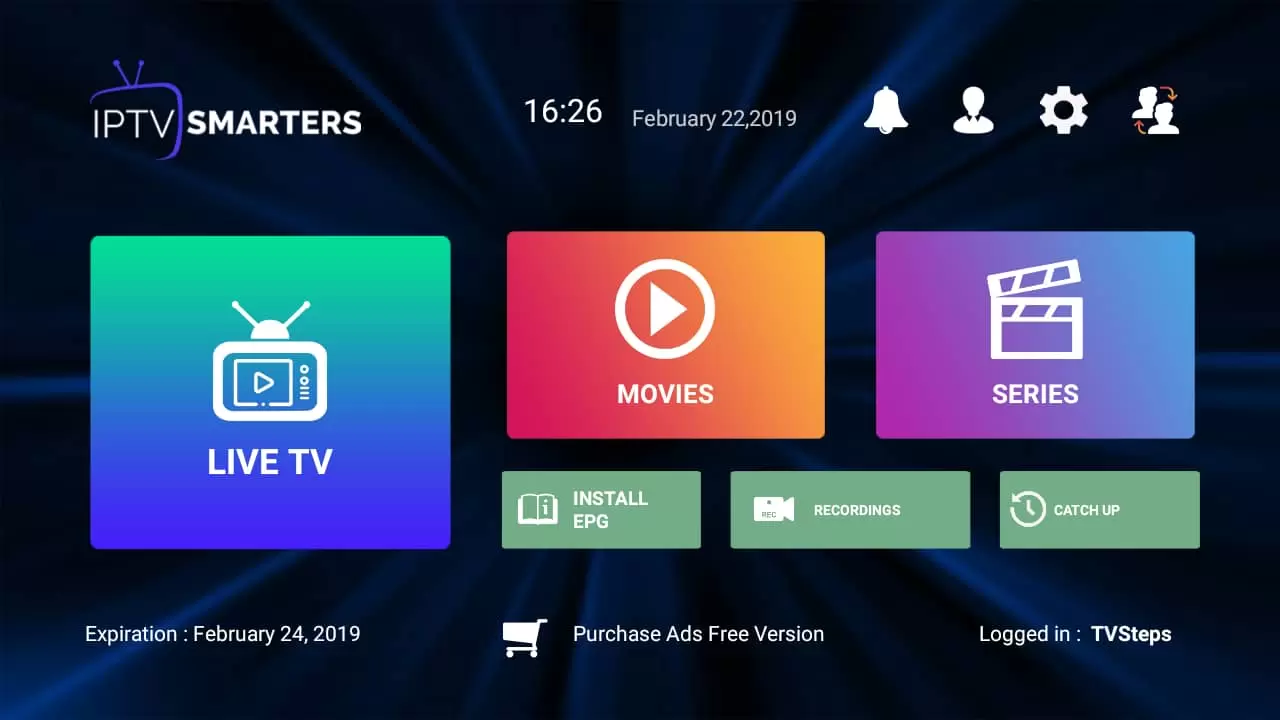 IPTV SMARTERS
16:26
February 22,2019
LIVE TV
MOVIES
SERIES
INSTALL
EPG
REC
RECORDINGS
CATCH UP
Expiration : February 24, 2019
Purchase Ads Free Version
Logged in : TVSteps